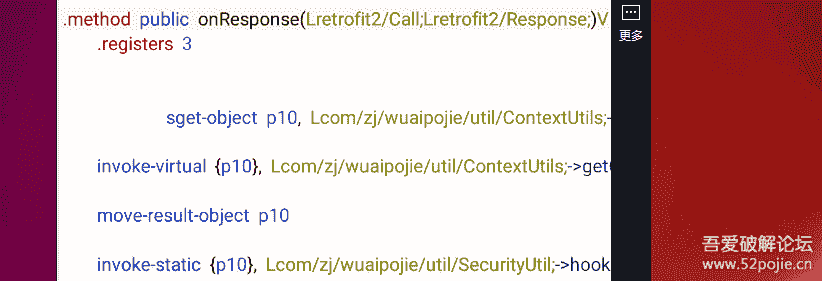 .method public onResponse(Lretrofit2/Call;Lretrofit2/Response;)V
.registers 3
sget-object p10, Lcom/zj/wuaipojie/util/ContextUtils;-
invoke-virtual {p10}, Lcom/zj/wuaipojie/util/ContextUtils;->get
move-result-object p10
invoke-static {p10}, Lcom/zj/wuaipojie/util/SecurityUtil;->hook
更多
吾爱破解论坛
www.52pojie.cn